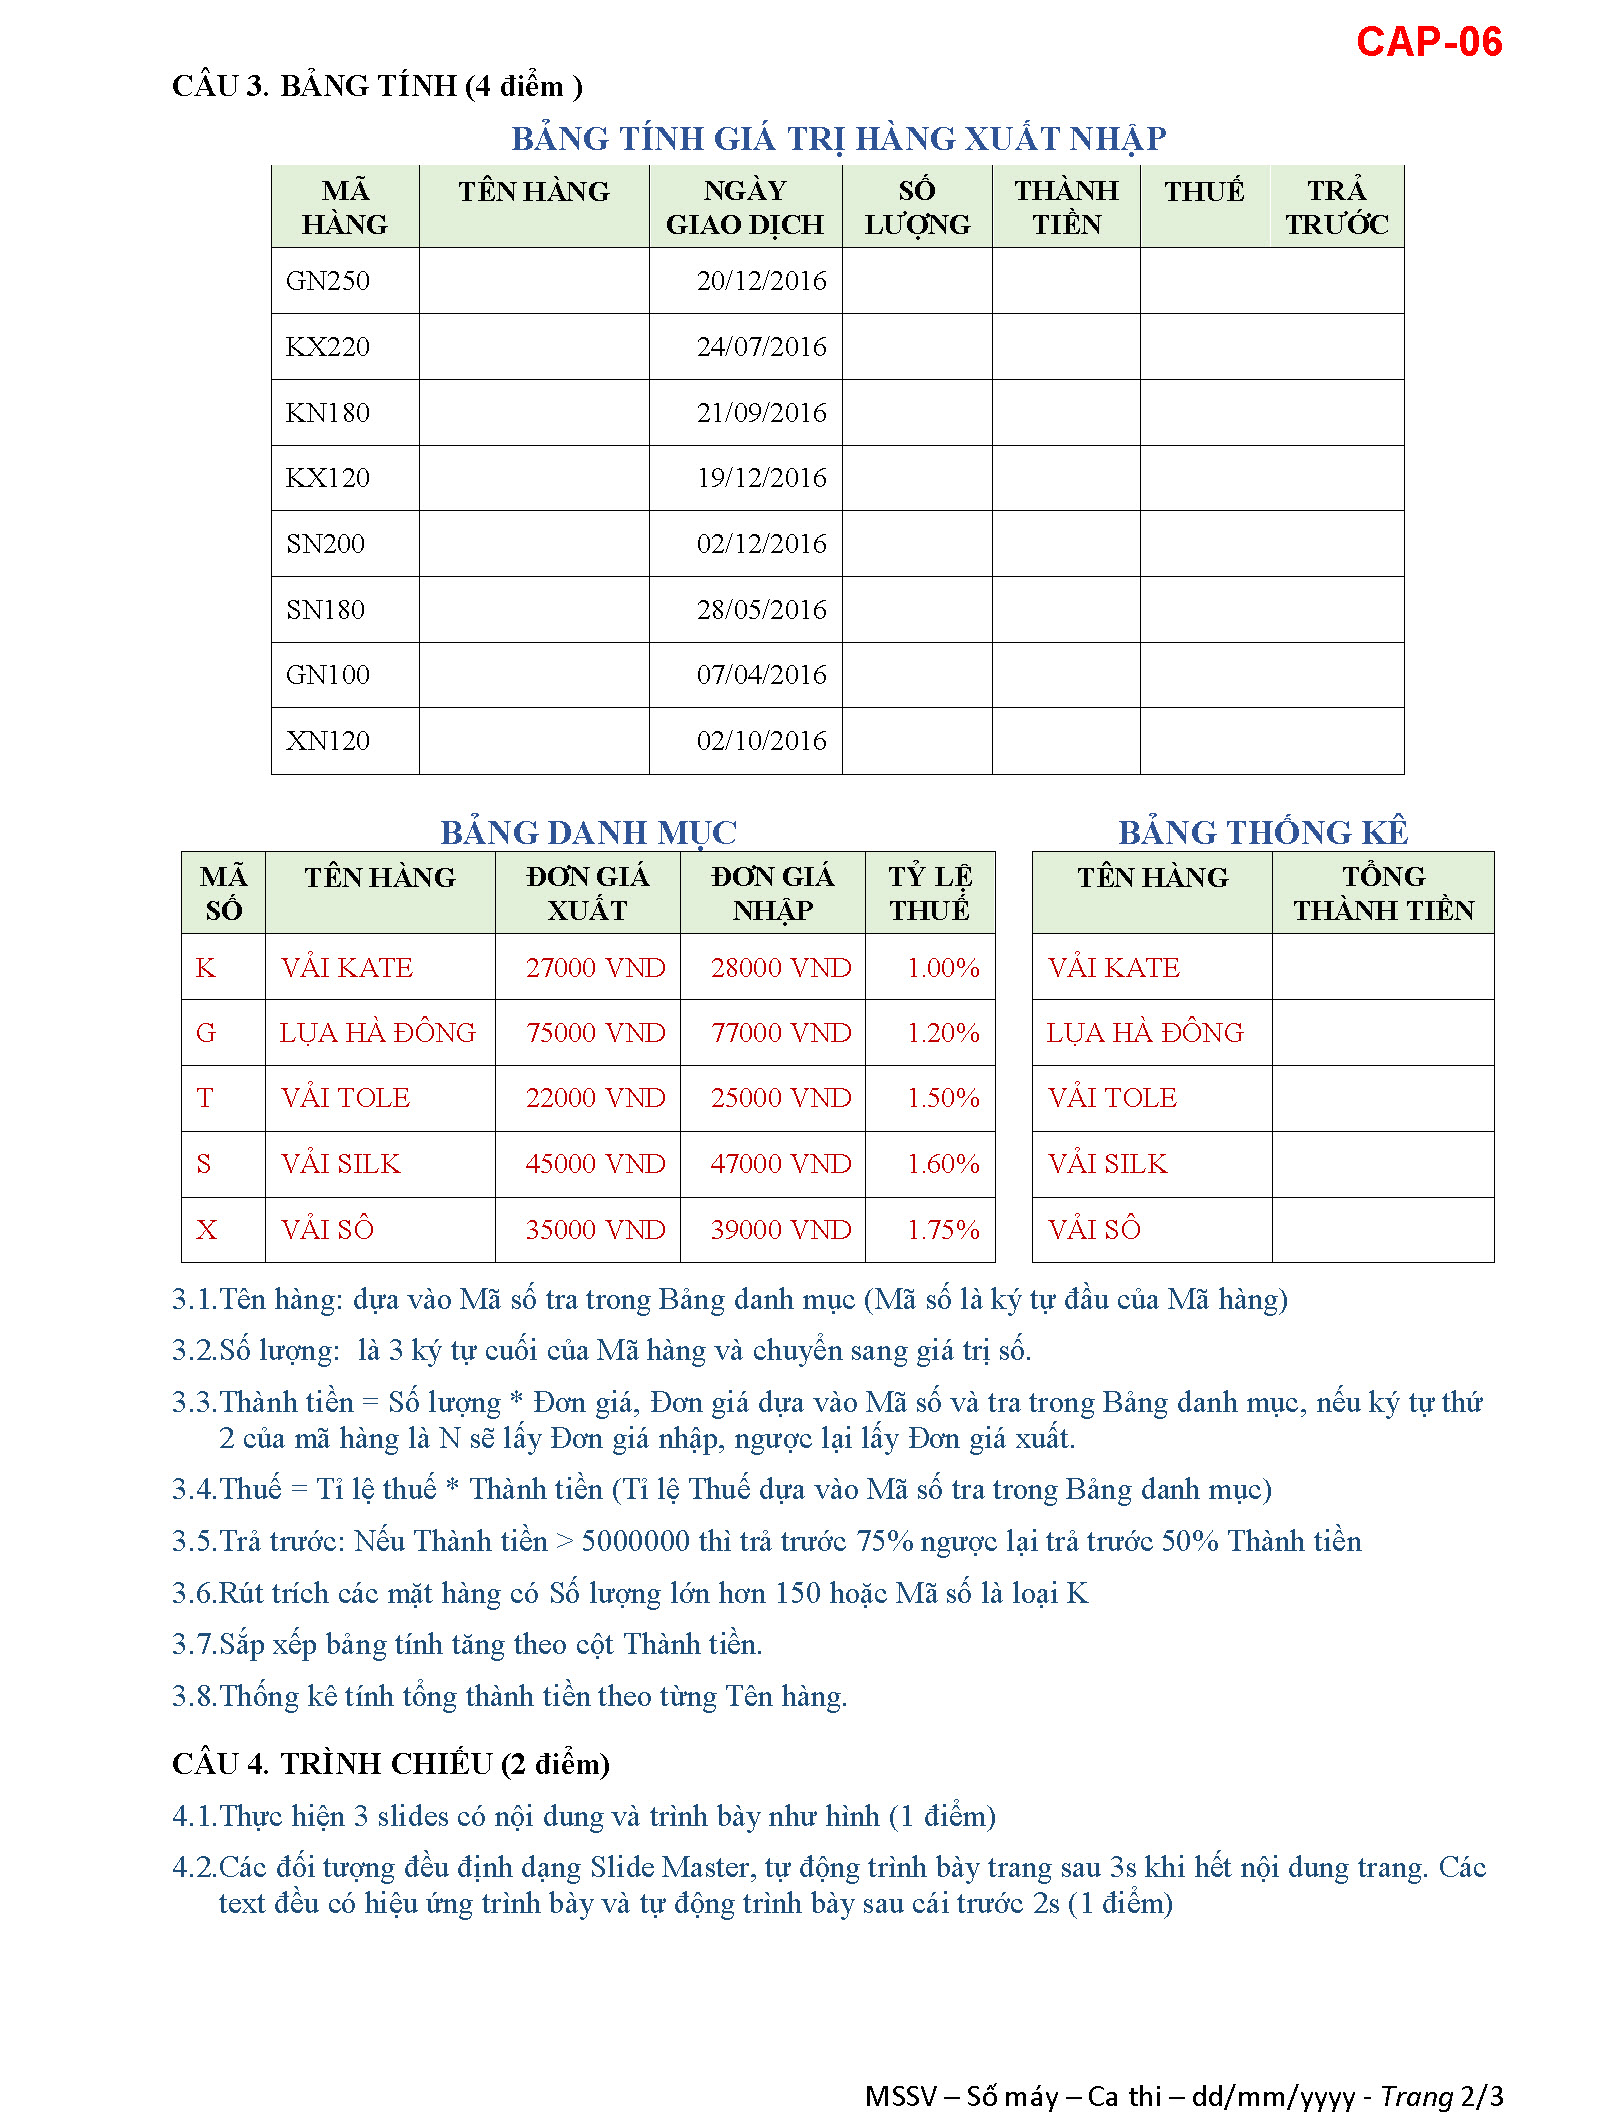 CAP-06
CÂU 3. BẢNG TÍNH (4 điểm )
BẢNG TÍNH GIÁ TRỊ HÀNG XUẤT NHẬP
MÃ HÀNG TÊN HÀNG NGÀY GIAO DỊCH SỐ LƯỢNG THÀNH TIỀN THUẾ TRẢ TRƯỚC
GN250 20/12/2016
KX220 24/07/2016
KN180 21/09/2016
KX120 19/12/2016
SN200 02/12/2016
SN180 28/05/2016
GN100 07/04/2016
XN120 02/10/2016
BẢNG DANH MỤC
MÃ SỐ TÊN HÀNG ĐƠN GIÁ XUẤT ĐƠN GIÁ NHẬP TỶ LỆ THUẾ
K VẢI KATE 27000 VND 28000 VND 1.00%
G LỤA HÀ ĐÔNG 75000 VND 77000 VND 1.20%
T VẢI TOLE 22000 VND 25000 VND 1.50%
S VẢI SILK 45000 VND 47000 VND 1.60%
X VẢI SÔ 35000 VND 39000 VND 1.75%
BẢNG THỐNG KÊ
TÊN HÀNG TỔNG THÀNH TIỀN
VẢI KATE
LỤA HÀ ĐÔNG
VẢI TOLE
VẢI SILK
VẢI SÔ
3.1.Tên hàng: dựa vào Mã số tra trong Bảng danh mục (Mã số là ký tự đầu của Mã hàng)
3.2.Số lượng: là 3 ký tự cuối của Mã hàng và chuyển sang giá trị số.
3.3.Thành tiền = Số lượng * Đơn giá, Đơn giá dựa vào Mã số và tra trong Bảng danh mục, nếu ký tự thứ
2 của mã hàng là N sẽ lấy Đơn giá nhập, ngược lại lấy Đơn giá xuất.
3.4.Thuế = Tỉ lệ thuế * Thành tiền (Tỉ lệ Thuế dựa vào Mã số tra trong Bảng danh mục)
3.5.Trả trước: Nếu Thành tiền > 5000000 thì trả trước 75% ngược lại trả trước 50% Thành tiền
3.6.Rút trích các mặt hàng có Số lượng lớn hơn 150 hoặc Mã số là loại K
3.7.Sắp xếp bảng tính tăng theo cột Thành tiền.
3.8.Thống kê tính tổng thành tiền theo từng Tên hàng.
CÂU 4. TRÌNH CHIẾU (2 điểm)
4.1.Thực hiện 3 slides có nội dung và trình bày như hình (1 điểm)
4.2.Các đối tượng đều định dạng Slide Master, tự động trình bày trang sau 3s khi hết nội dung trang. Các
text đều có hiệu ứng trình bày và tự động trình bày sau cái trước 2s (1 điểm)
MSSV – Số máy – Ca thi – dd/mm/yyyy - Trang 2/3